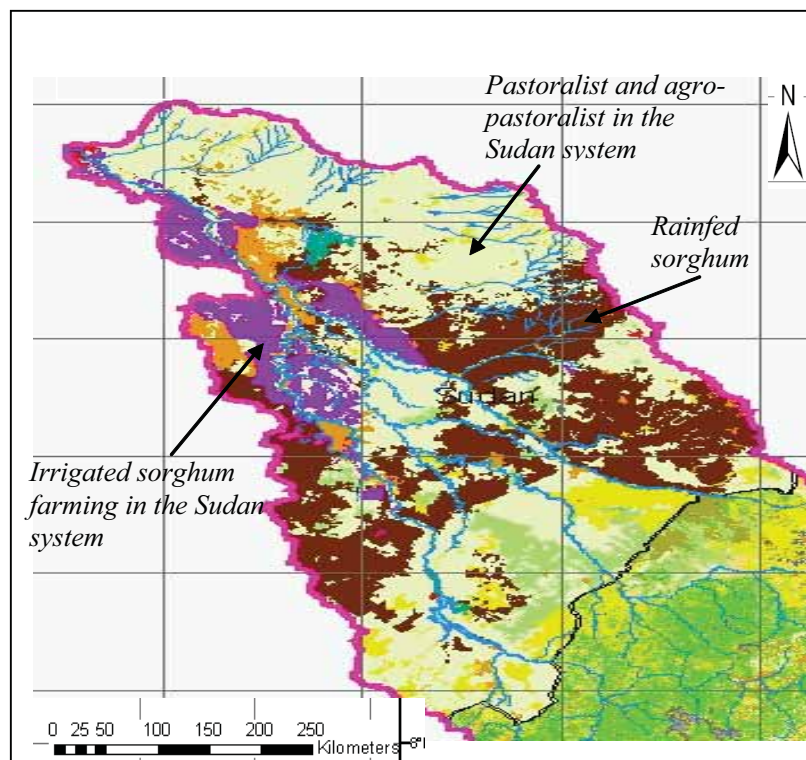 Pastoralist and agro-
pastoralist in the
Sudan system
N
Rainfed
sorghum
Sudan
Irrigated sorghum
farming in the Sudan
system
0 25 50 100 150 200 250
Kilometers